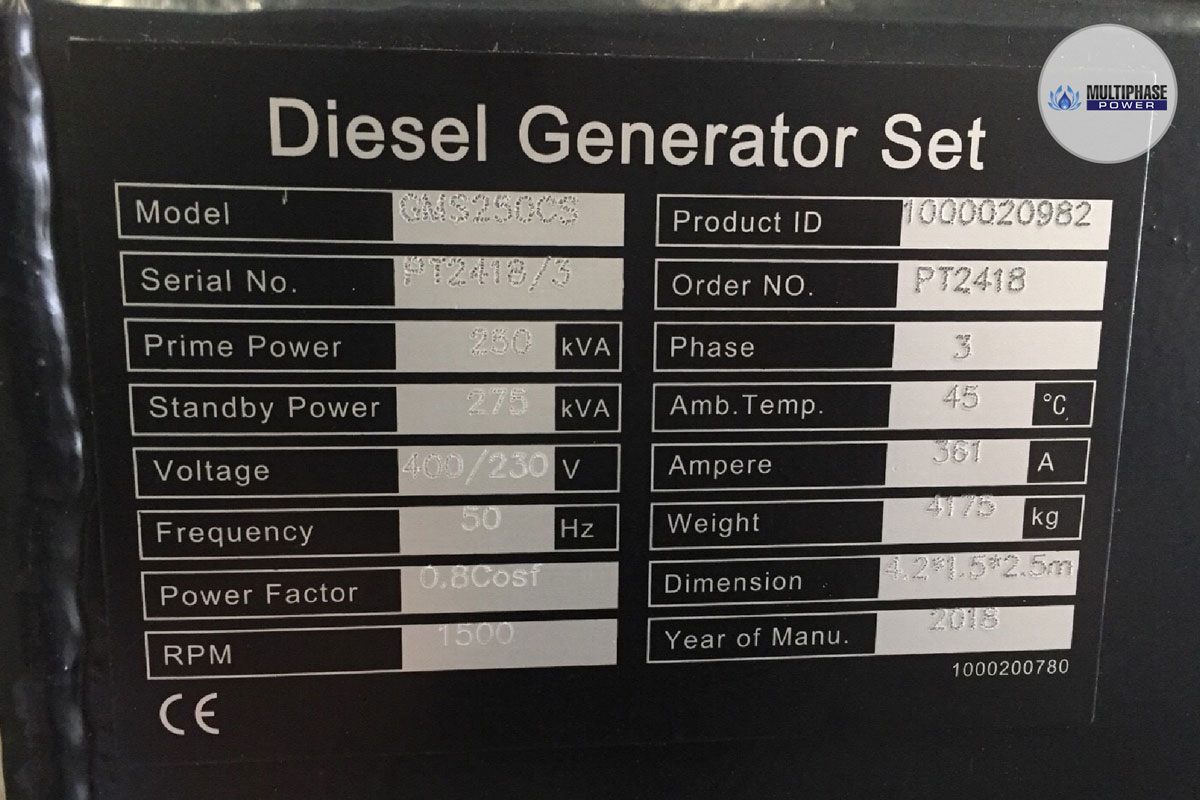 MULTIPHASE
POWER
Diesel Generator Set
Model GMS250CS
Product ID 1000020982
Serial No. PT2418/3
Order NO. PT2418
Prime Power 250 kVA
Phase 3
Standby Power 275 kVA
Amb.Temp. 45 °C
Voltage 400/230 V
Ampere 361 A
Frequency 50 Hz
Weight 4175 kg
Power Factor 0.8Cosf
Dimension 4.2*1.5*2.5m
RPM 1500
Year of Manu. 2018
1000200780
CE